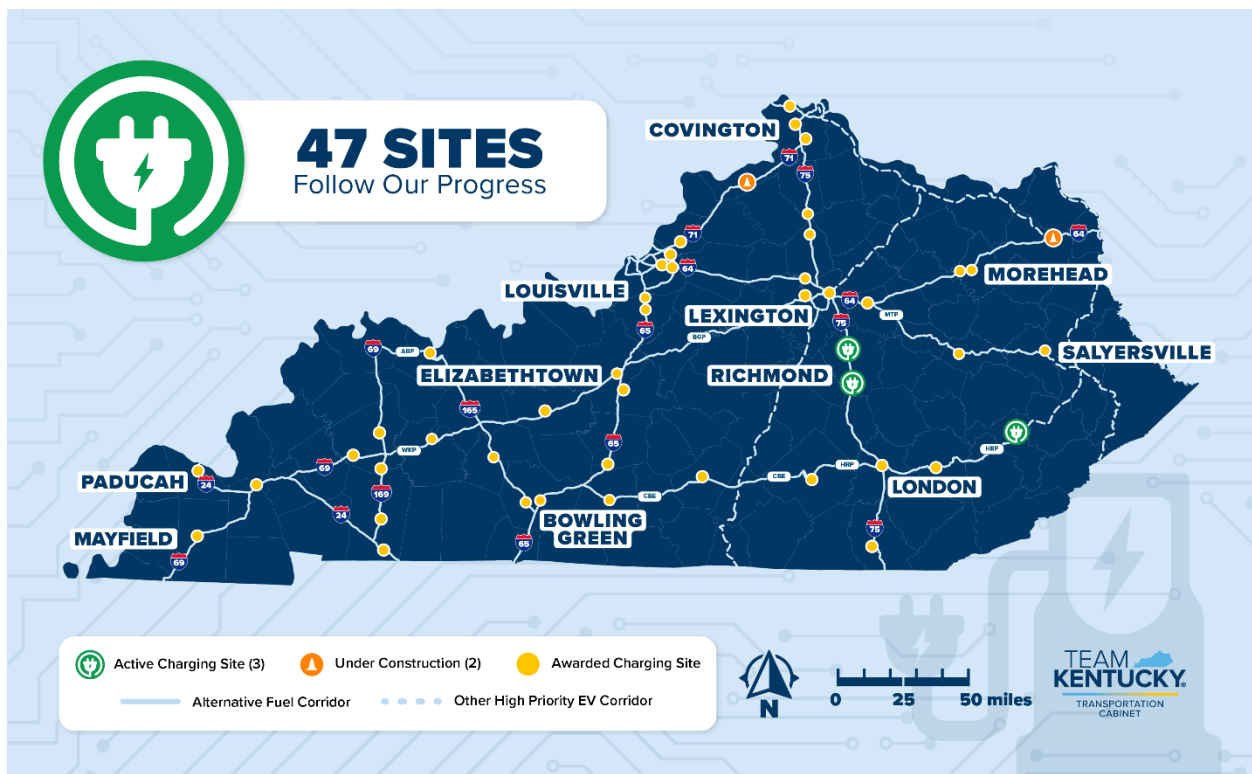 47 SITES
Follow Our Progress
COVINGTON
71
75
71
64
MOREHEAD
64
LOUISVILLE
LEXINGTON
64
MTP
75
65
BGP
69
ABP
ELIZABETHTOWN
RICHMOND
SALYERSVILLE
165
65
WKP
69
HRP
HRP
CBE
CBE
PADUCAH
24
169
24
LONDON
MAYFIELD
BOWLING
GREEN
65
75
69
Active Charging Site (3)
Under Construction (2)
Awarded Charging Site
Alternative Fuel Corridor
Other High Priority EV Corridor
N
0 25 50 miles
TEAM
KENTUCKY®
TRANSPORTATION
CABINET